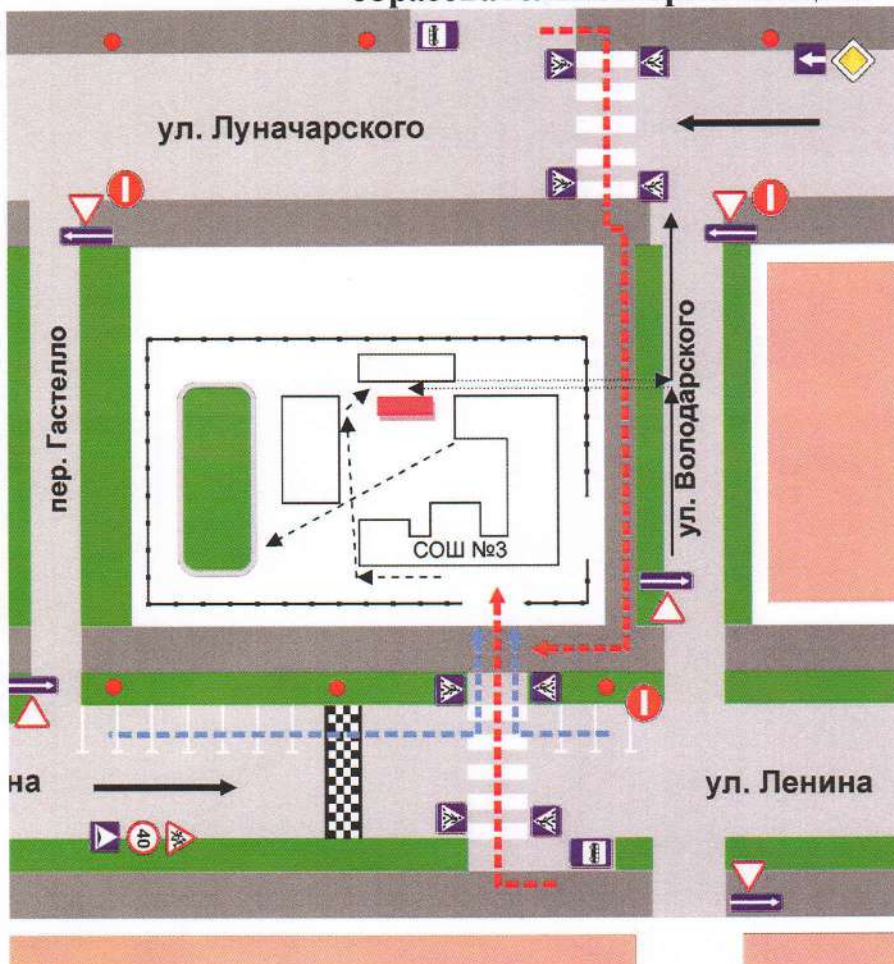 ул. Луначарского
пер. Гастелло
ул. Володарского
СОШ №3
на
ул. Ленина
40